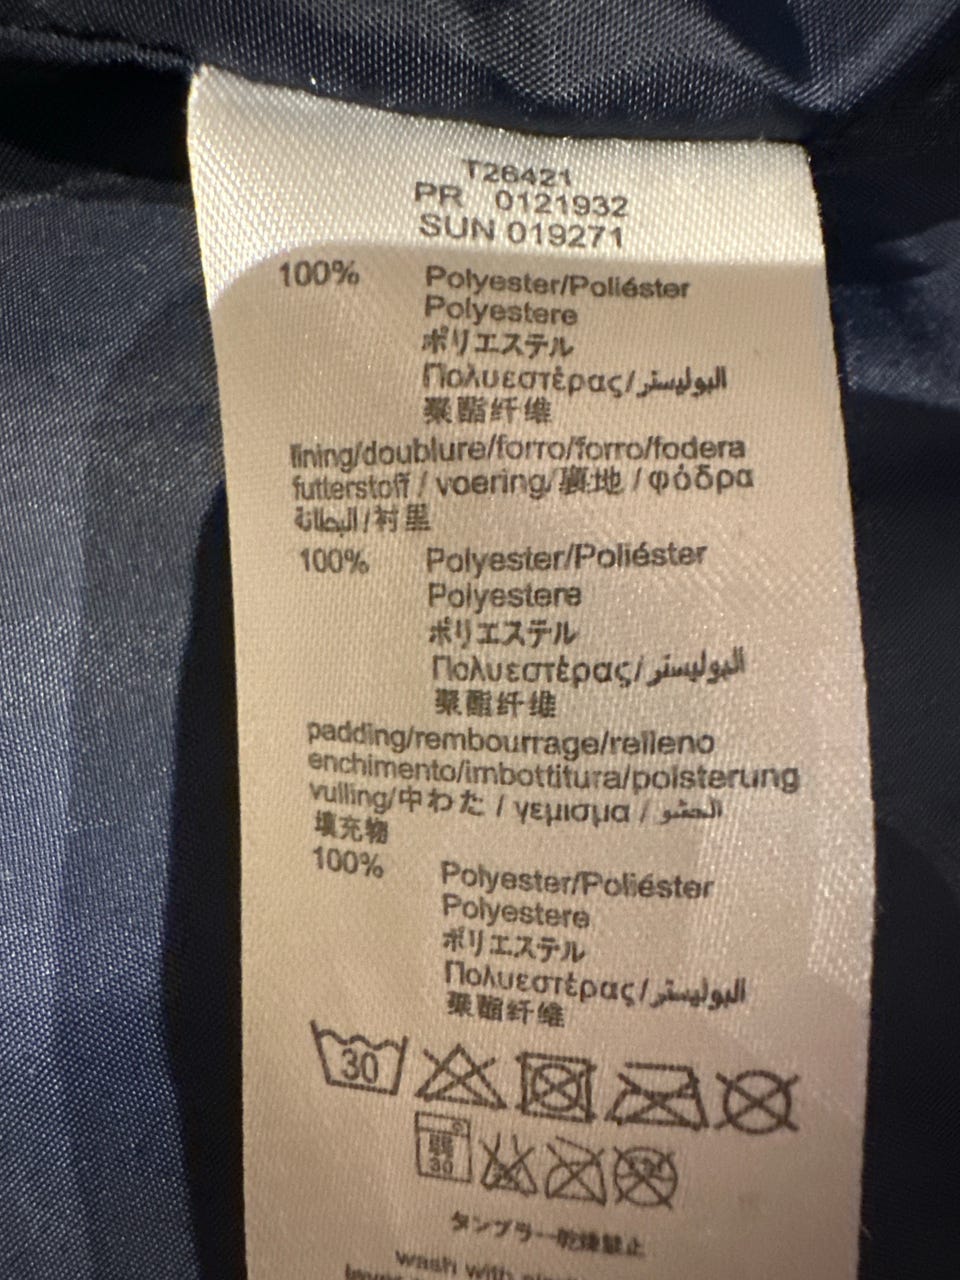 T26421
PR 0121932
SUN 019271
100% Polyester/Poliéster
Polyestere
ポリエステル
Πολυεστέρας/البوليستر
聚酯纤维
lining/doublure/forro/forro/fodera
futterstoff / voering/裏地 / φόδρα
البطانة/衬里
100% Polyester/Poliéster
Polyestere
ポリエステル
Πολυεστέρας/البوليستر
聚酯纤维
padding/rembourrage/relleno
enchimento/imbottitura/polsterung
vulling/中わた / γεμισμα / الحشو
填充物
100% Polyester/Poliéster
Polyestere
ポリエステル
Πολυεστέρας/البوليستر
聚酯纤维
30
弱
30
タンブラー乾燥禁止
wash with